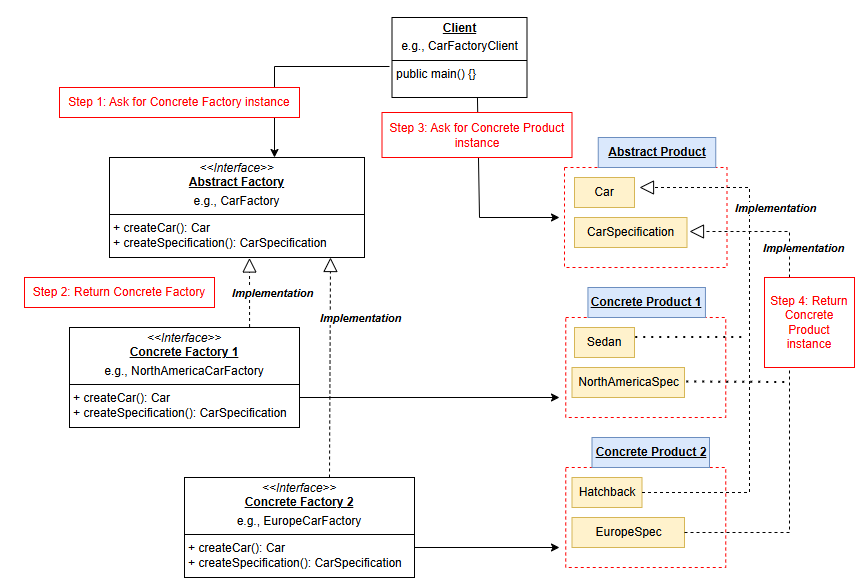 Client
e.g., CarFactoryClient
public main() {}
Step 1: Ask for Concrete Factory instance
Step 3: Ask for Concrete Product
instance
<<Interface>>
Abstract Factory
e.g., CarFactory
+ createCar(): Car
+ createSpecification(): CarSpecification
Abstract Product
Car
CarSpecification
Implementation
Implementation
Step 2: Return Concrete Factory
Implementation
Implementation
Step 4: Return
Concrete
Product
instance
<<Interface>>
Concrete Factory 1
e.g., NorthAmericaCarFactory
+ createCar(): Car
+ createSpecification(): CarSpecification
Concrete Product 1
Sedan
NorthAmericaSpec
<<Interface>>
Concrete Factory 2
e.g., EuropeCarFactory
+ createCar(): Car
+ createSpecification(): CarSpecification
Concrete Product 2
Hatchback
EuropeSpec